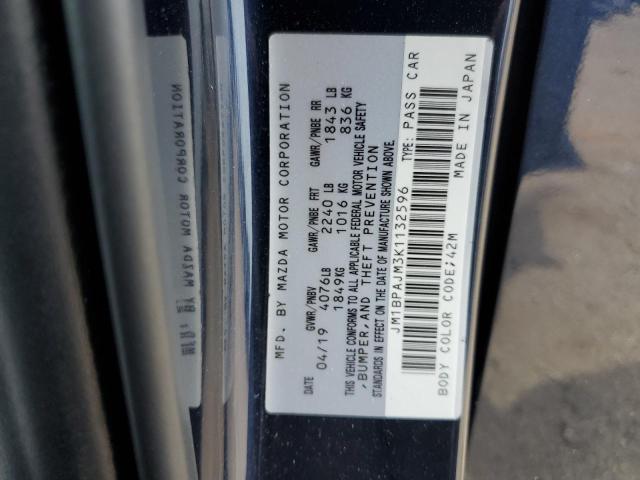 MFD. BY MAZDA MOTOR CORPORATION
DATE GVWR/PNBV GAWR/PNBE FRT GAWR/PNBE RR
04/19 4076LB 2240 LB 1843 LB
1849KG 1016 KG 836 KG
THIS VEHICLE CONFORMS TO ALL APPLICABLE FEDERAL MOTOR VEHICLE SAFETY
,BUMPER,AND THEFT PREVENTION
STANDARDS IN EFFECT ON THE DATE OF MANUFACTURE SHOWN ABOVE.
JM1BPAJM3K1132596 TYPE: PASS CAR
BODY COLOR CODE:42M MADE IN JAPAN